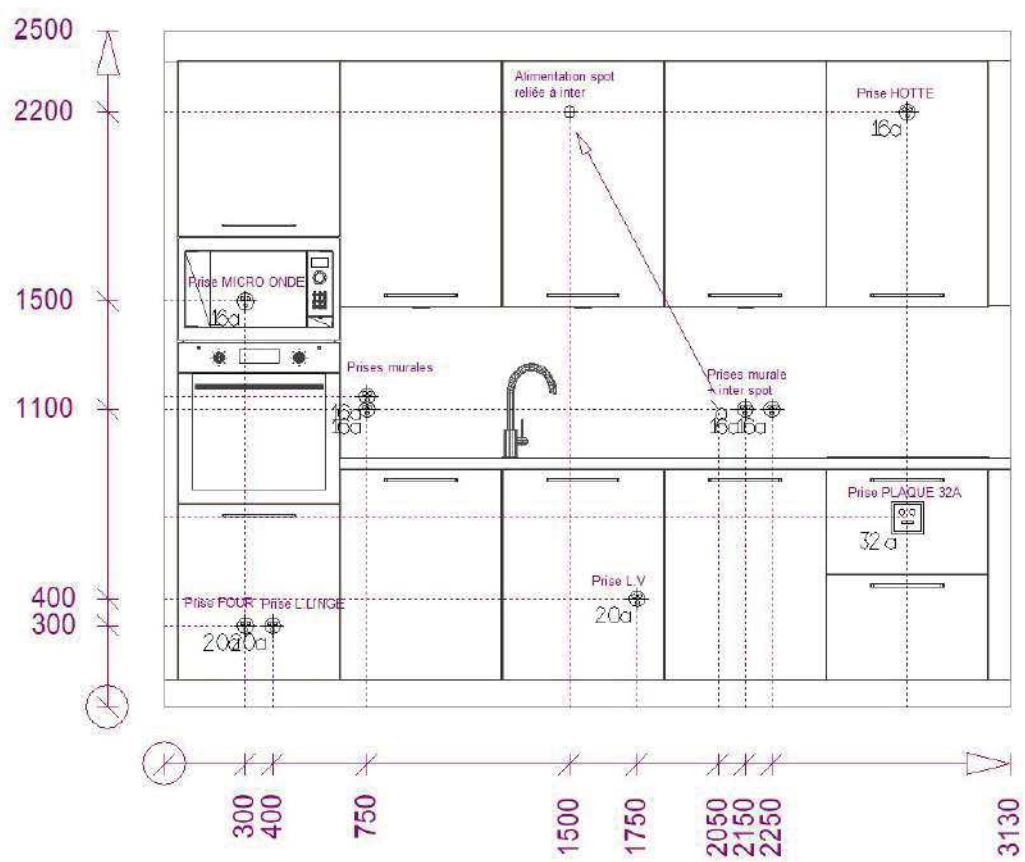 2500
Alimentation spot
reliée à inter
Prise HOTTE
2200
16a
Prise MICRO ONDE
1500
16a
Prises murales
Prises murale
+ inter spot
1100
16a
16a
16a 16a
Prise PLAQUE 32A
32 a
Prise L.V
400
20a
Prise FOUR
Prise L.LINGE
300
20a 20a
300
400
750
1500
1750
2050
2150
2250
3130